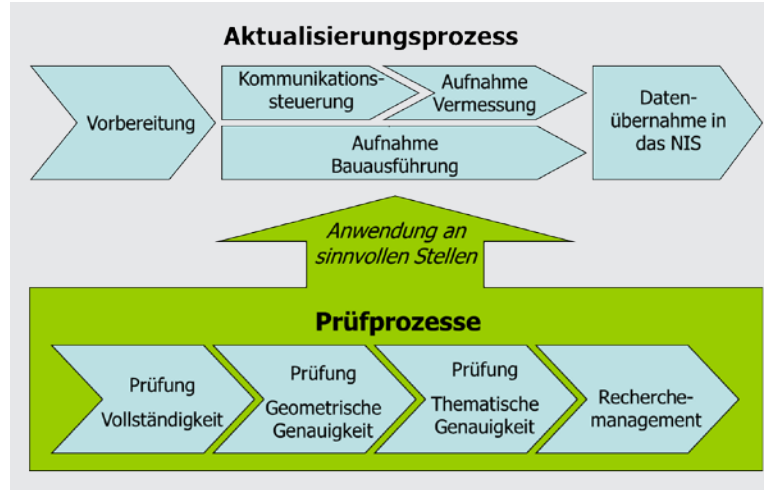 Aktualisierungsprozess
Vorbereitung
Kommunikations-
steuerung
Aufnahme
Vermessung
Aufnahme
Bauausführung
Daten-
übernahme in
das NIS
Anwendung an
sinnvollen Stellen
Prüfprozesse
Prüfung
Vollständigkeit
Prüfung
Geometrische
Genauigkeit
Prüfung
Thematische
Genauigkeit
Recherche-
management